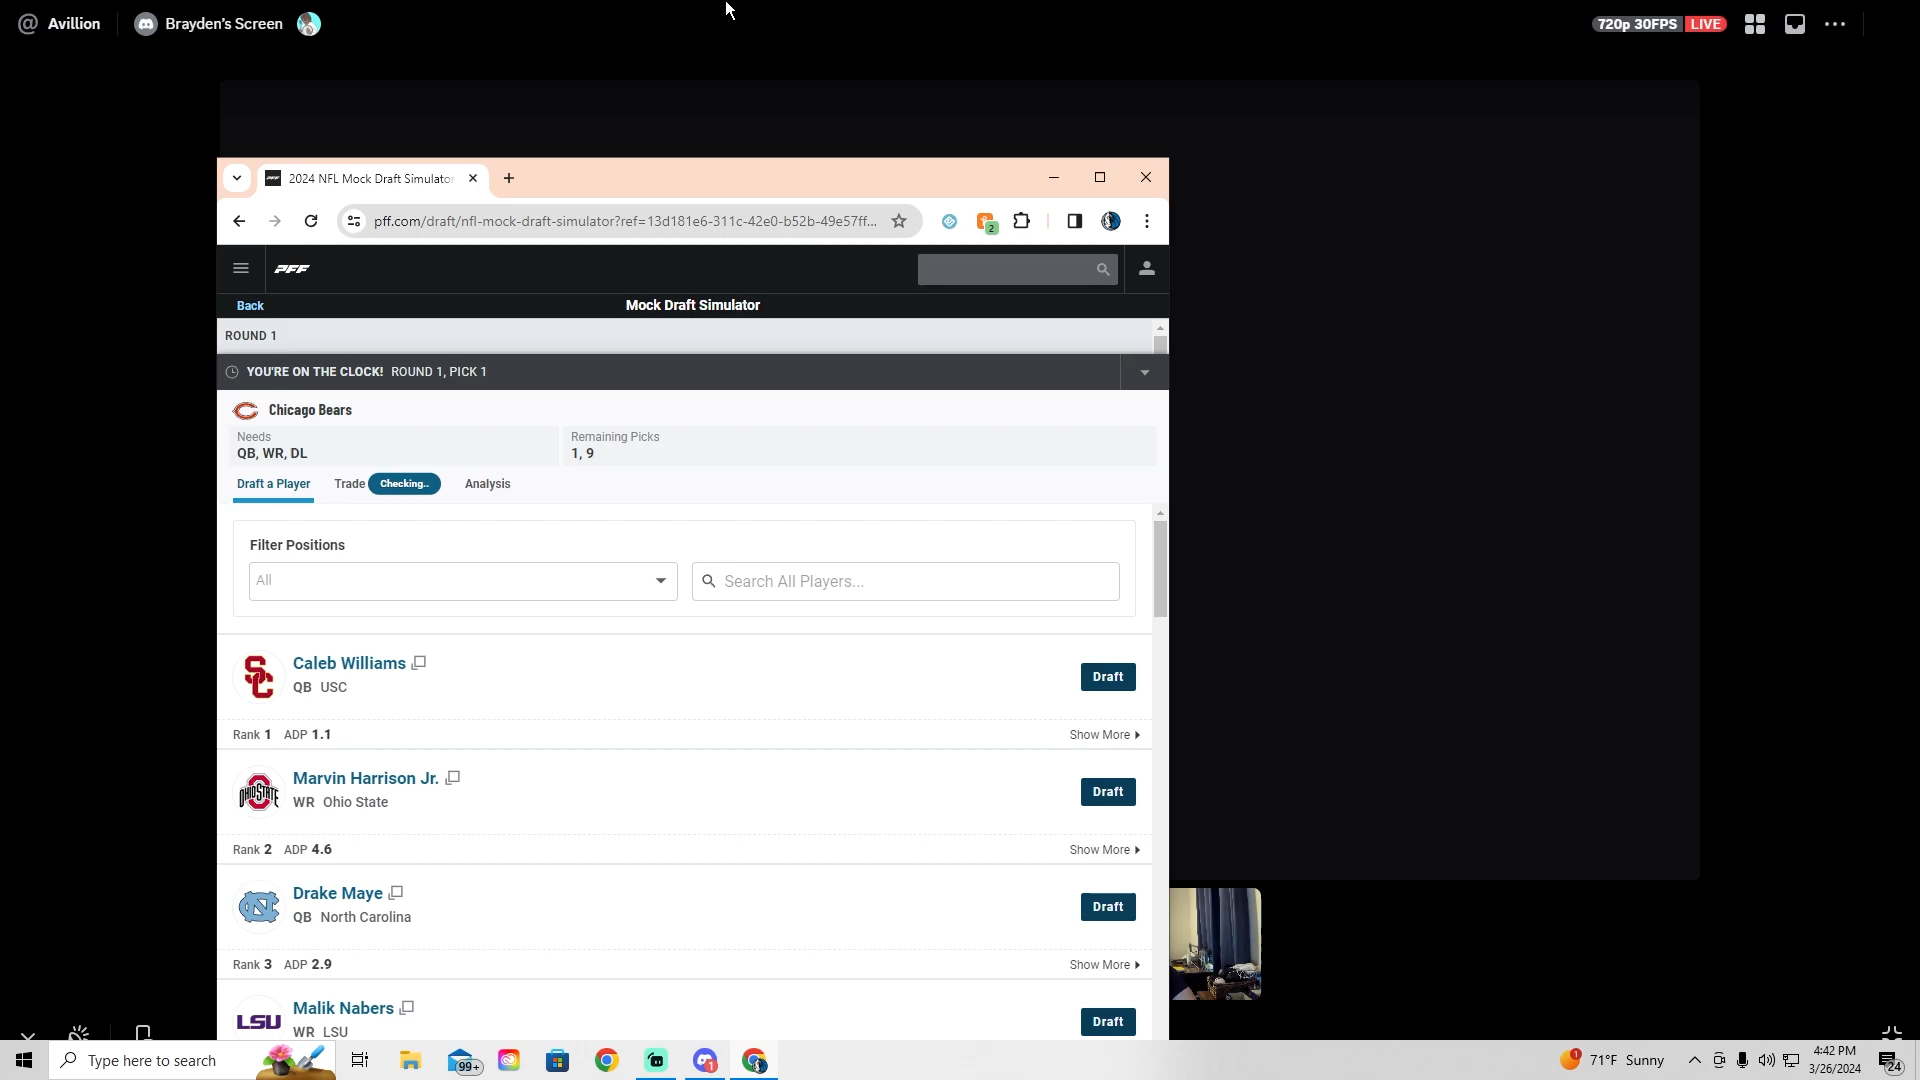 @ Avillion
Brayden's Screen
720p 30FPS LIVE
2024 NFL Mock Draft Simulator
pff.com/draft/nfl-mock-draft-simulator?ref=13d181e6-311c-42e0-b52b-49e57ff...
2
PFF
Back
Mock Draft Simulator
ROUND 1
YOU'RE ON THE CLOCK! ROUND 1, PICK 1
Chicago Bears
Needs
QB, WR, DL
Remaining Picks
1, 9
Draft a Player
Trade Checking..
Analysis
Filter Positions
All
Search All Players...
Caleb Williams
QB USC
Draft
Rank 1 ADP 1.1
Show More
Marvin Harrison Jr.
WR Ohio State
Draft
OHIO STATE
Rank 2 ADP 4.6
Show More
Drake Maye
QB North Carolina
Draft
Rank 3 ADP 2.9
Show More
Malik Nabers
WR LSU
LSU
Draft
Type here to search
99+
1
1
71°F Sunny
4:42 PM
3/26/2024
24